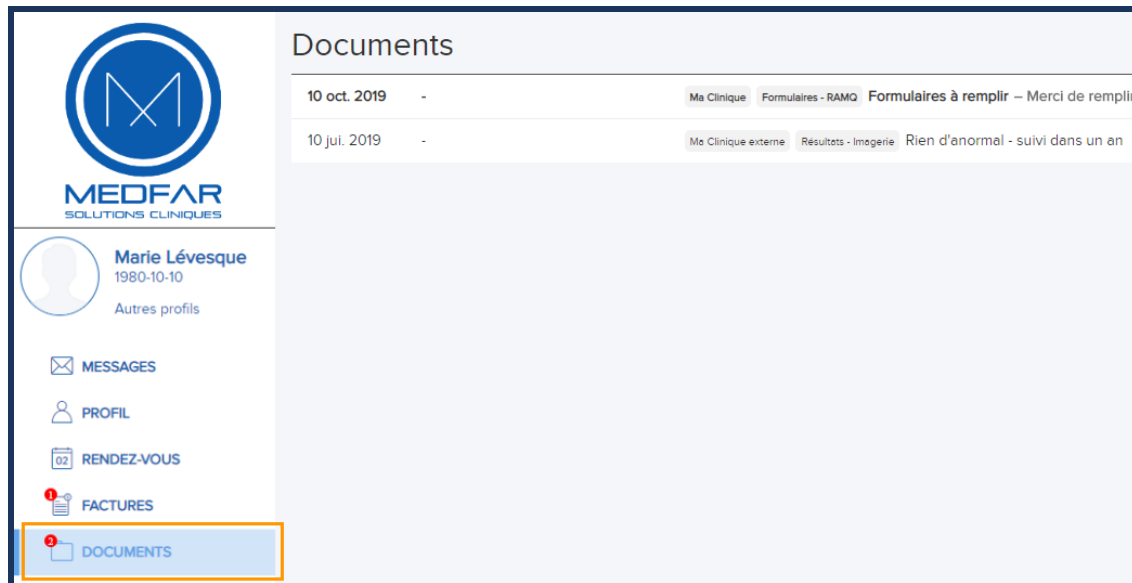 Documents
10 oct. 2019 - Ma Clinique Formulaires - RAMQ Formulaires à remplir – Merci de remplir
10 jui. 2019 - Ma Clinique externe Résultats - Imagerie Rien d'anormal - suivi dans un an
MEDFAR
SOLUTIONS CLINIQUES
Marie Lévesque
1980-10-10
Autres profils
MESSAGES
PROFIL
02 RENDEZ-VOUS
1 FACTURES
2 DOCUMENTS